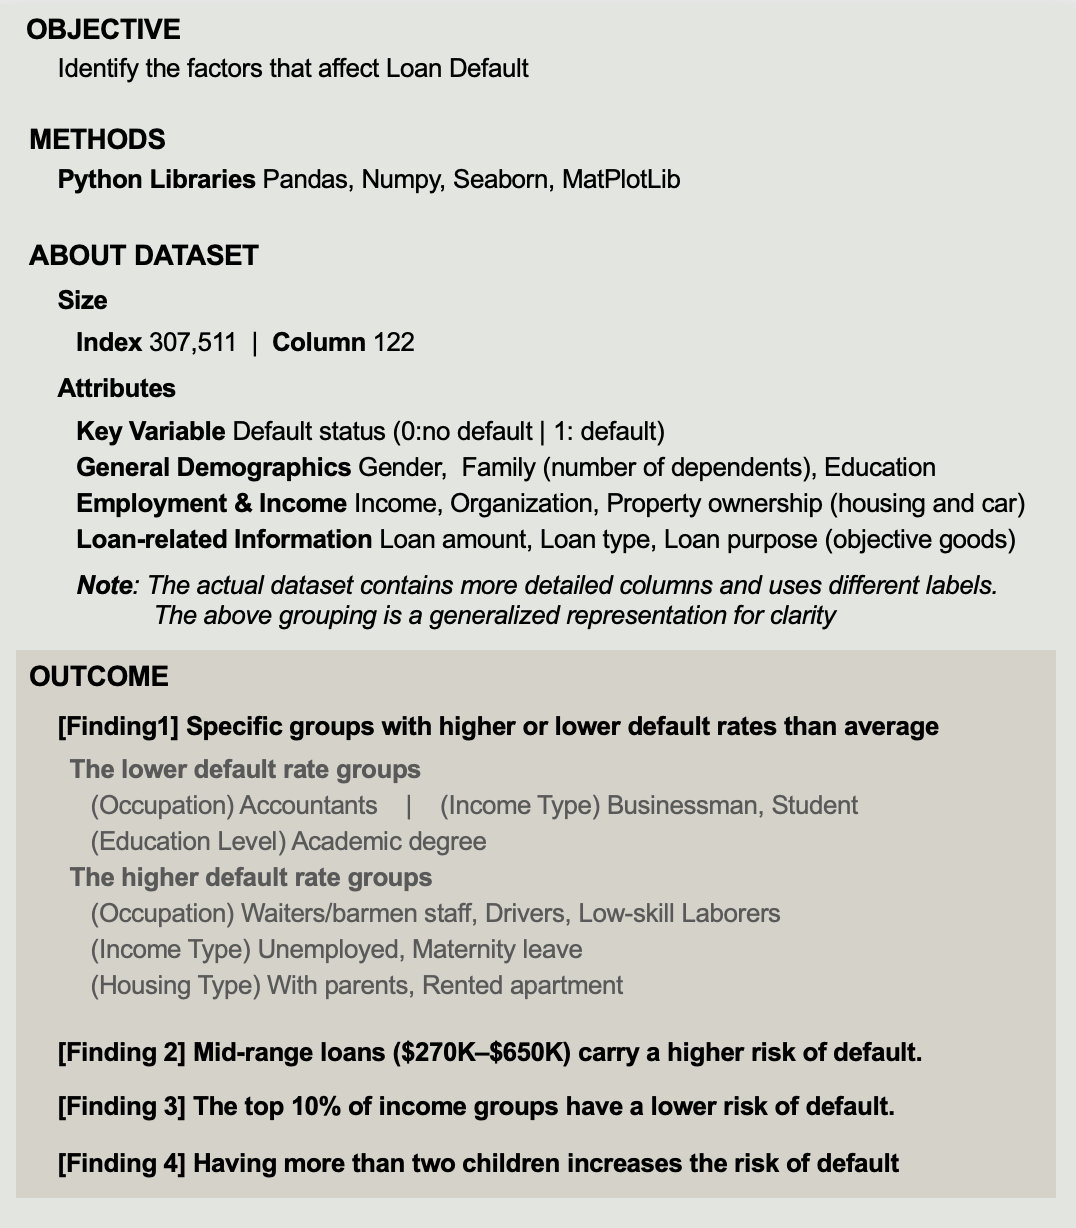 OBJECTIVE
Identify the factors that affect Loan Default
METHODS
Python Libraries Pandas, Numpy, Seaborn, MatPlotLib
ABOUT DATASET
Size
Index 307,511 | Column 122
Attributes
Key Variable Default status (0:no default | 1: default)
General Demographics Gender, Family (number of dependents), Education
Employment & Income Income, Organization, Property ownership (housing and car)
Loan-related Information Loan amount, Loan type, Loan purpose (objective goods)
Note: The actual dataset contains more detailed columns and uses different labels.
The above grouping is a generalized representation for clarity
OUTCOME
[Finding1] Specific groups with higher or lower default rates than average
The lower default rate groups
(Occupation) Accountants | (Income Type) Businessman, Student
(Education Level) Academic degree
The higher default rate groups
(Occupation) Waiters/barmen staff, Drivers, Low-skill Laborers
(Income Type) Unemployed, Maternity leave
(Housing Type) With parents, Rented apartment
[Finding 2] Mid-range loans ($270K–$650K) carry a higher risk of default.
[Finding 3] The top 10% of income groups have a lower risk of default.
[Finding 4] Having more than two children increases the risk of default